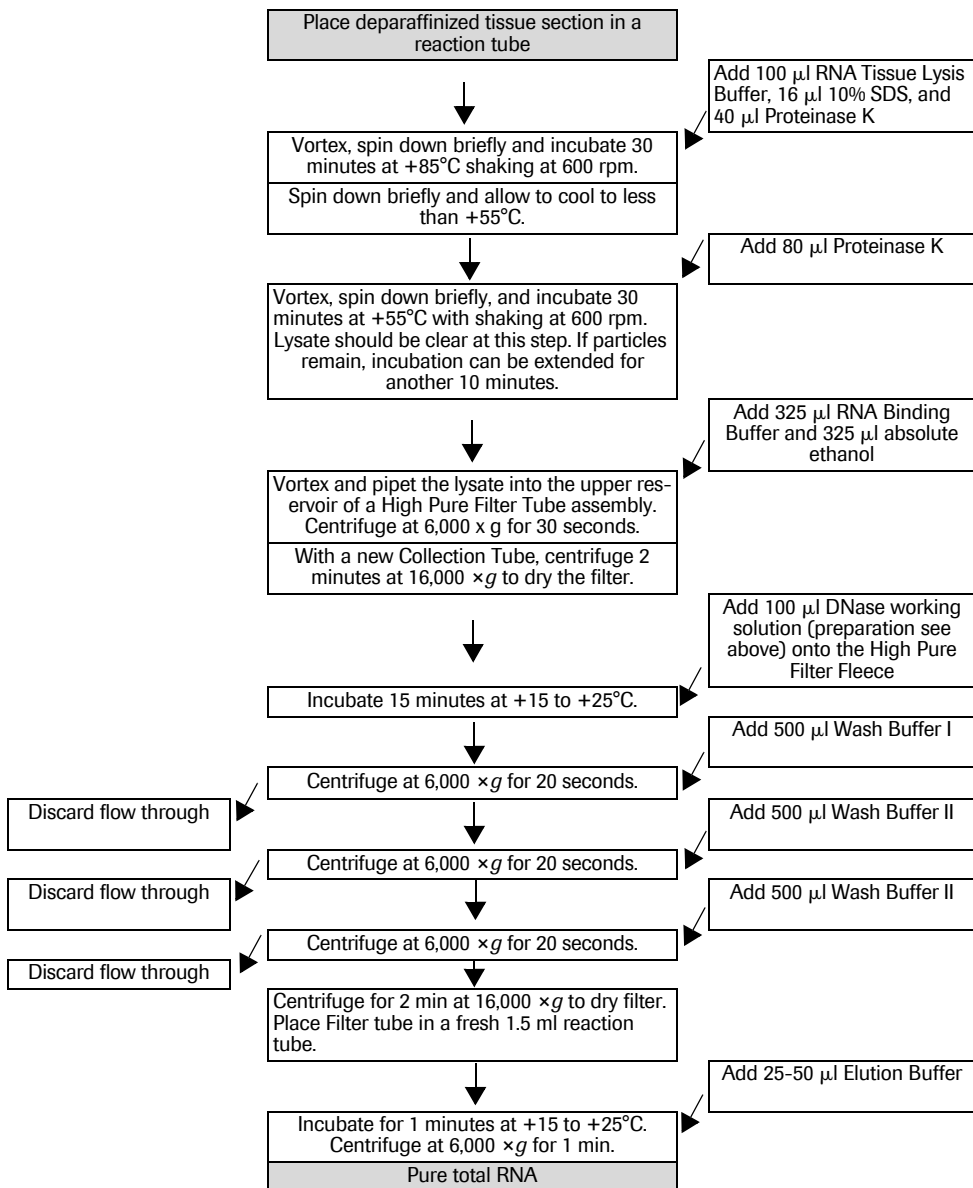 Place deparaffinized tissue section in a
reaction tube
Add 100 μl RNA Tissue Lysis
Buffer, 16 μl 10% SDS, and
40 μl Proteinase K
Vortex, spin down briefly and incubate 30
minutes at +85°C shaking at 600 rpm.
Spin down briefly and allow to cool to less
than +55°C.
Add 80 μl Proteinase K
Vortex, spin down briefly, and incubate 30
minutes at +55°C with shaking at 600 rpm.
Lysate should be clear at this step. If particles
remain, incubation can be extended for
another 10 minutes.
Add 325 μl RNA Binding
Buffer and 325 μl absolute
ethanol
Vortex and pipet the lysate into the upper res-
ervoir of a High Pure Filter Tube assembly.
Centrifuge at 6,000 x g for 30 seconds.
With a new Collection Tube, centrifuge 2
minutes at 16,000 ×g to dry the filter.
Add 100 μl DNase working
solution (preparation see
above) onto the High Pure
Filter Fleece
Incubate 15 minutes at +15 to +25°C.
Add 500 μl Wash Buffer I
Centrifuge at 6,000 ×g for 20 seconds.
Discard flow through
Add 500 μl Wash Buffer II
Centrifuge at 6,000 ×g for 20 seconds.
Discard flow through
Add 500 μl Wash Buffer II
Centrifuge at 6,000 ×g for 20 seconds.
Discard flow through
Centrifuge for 2 min at 16,000 ×g to dry filter.
Place Filter tube in a fresh 1.5 ml reaction
tube.
Add 25-50 μl Elution Buffer
Incubate for 1 minutes at +15 to +25°C.
Centrifuge at 6,000 ×g for 1 min.
Pure total RNA